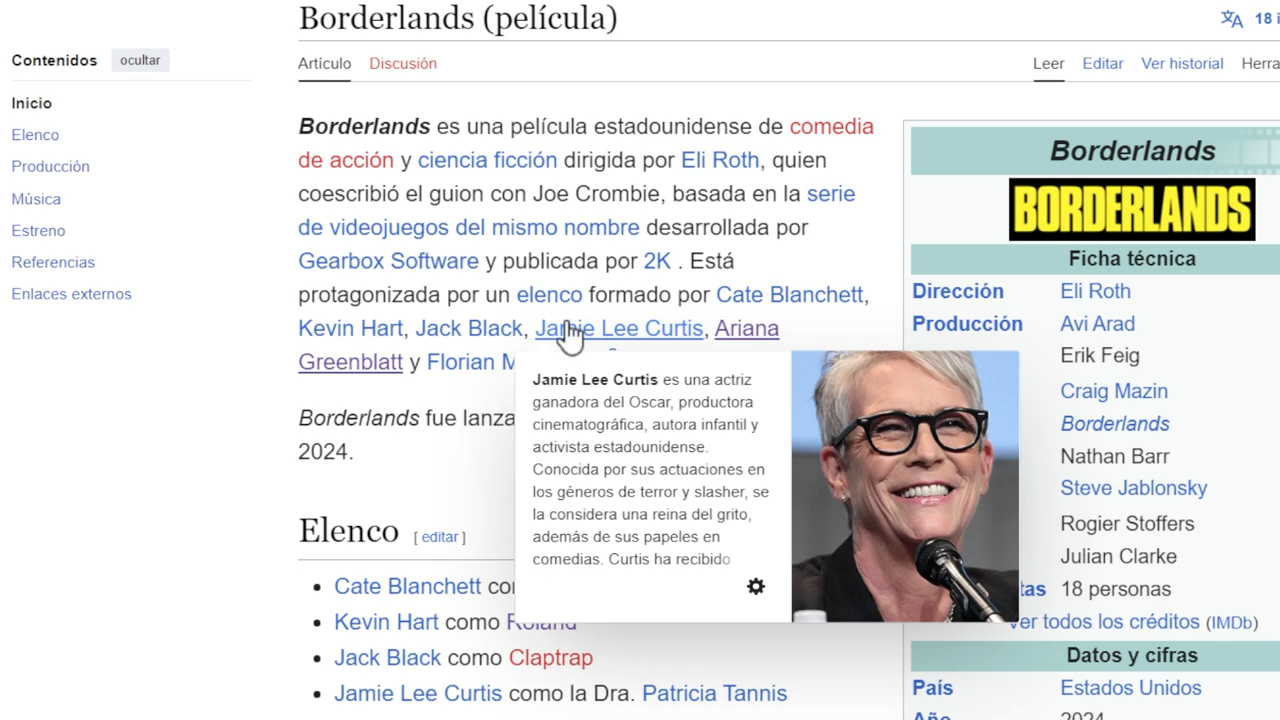 Borderlands (película)
18 i
Contenidos ocultar
Inicio
Elenco
Producción
Música
Estreno
Referencias
Enlaces externos
Artículo Discusión
Leer Editar Ver historial Herra
Borderlands es una película estadounidense de comedia
de acción y ciencia ficción dirigida por Eli Roth, quien
coescribió el guion con Joe Crombie, basada en la serie
de videojuegos del mismo nombre desarrollada por
Gearbox Software y publicada por 2K . Está
protagonizada por un elenco formado por Cate Blanchett,
Kevin Hart, Jack Black, Jamie Lee Curtis, Ariana
Greenblatt y Florian M
Borderlands fue lanza
2024.
Jamie Lee Curtis es una actriz
ganadora del Oscar, productora
cinematográfica, autora infantil y
activista estadounidense.
Conocida por sus actuaciones en
los géneros de terror y slasher, se
la considera una reina del grito,
además de sus papeles en
comedias. Curtis ha recibido
Elenco [ editar ]
Cate Blanchett co
Kevin Hart como Roland
Jack Black como Claptrap
Jamie Lee Curtis como la Dra. Patricia Tannis
Borderlands
BORDERLANDS
Ficha técnica
Dirección Eli Roth
Producción Avi Arad
Erik Feig
Craig Mazin
Borderlands
Nathan Barr
Steve Jablonsky
Rogier Stoffers
Julian Clarke
tas 18 personas
Ver todos los créditos (IMDb)
Datos y cifras
País Estados Unidos
Año 2024